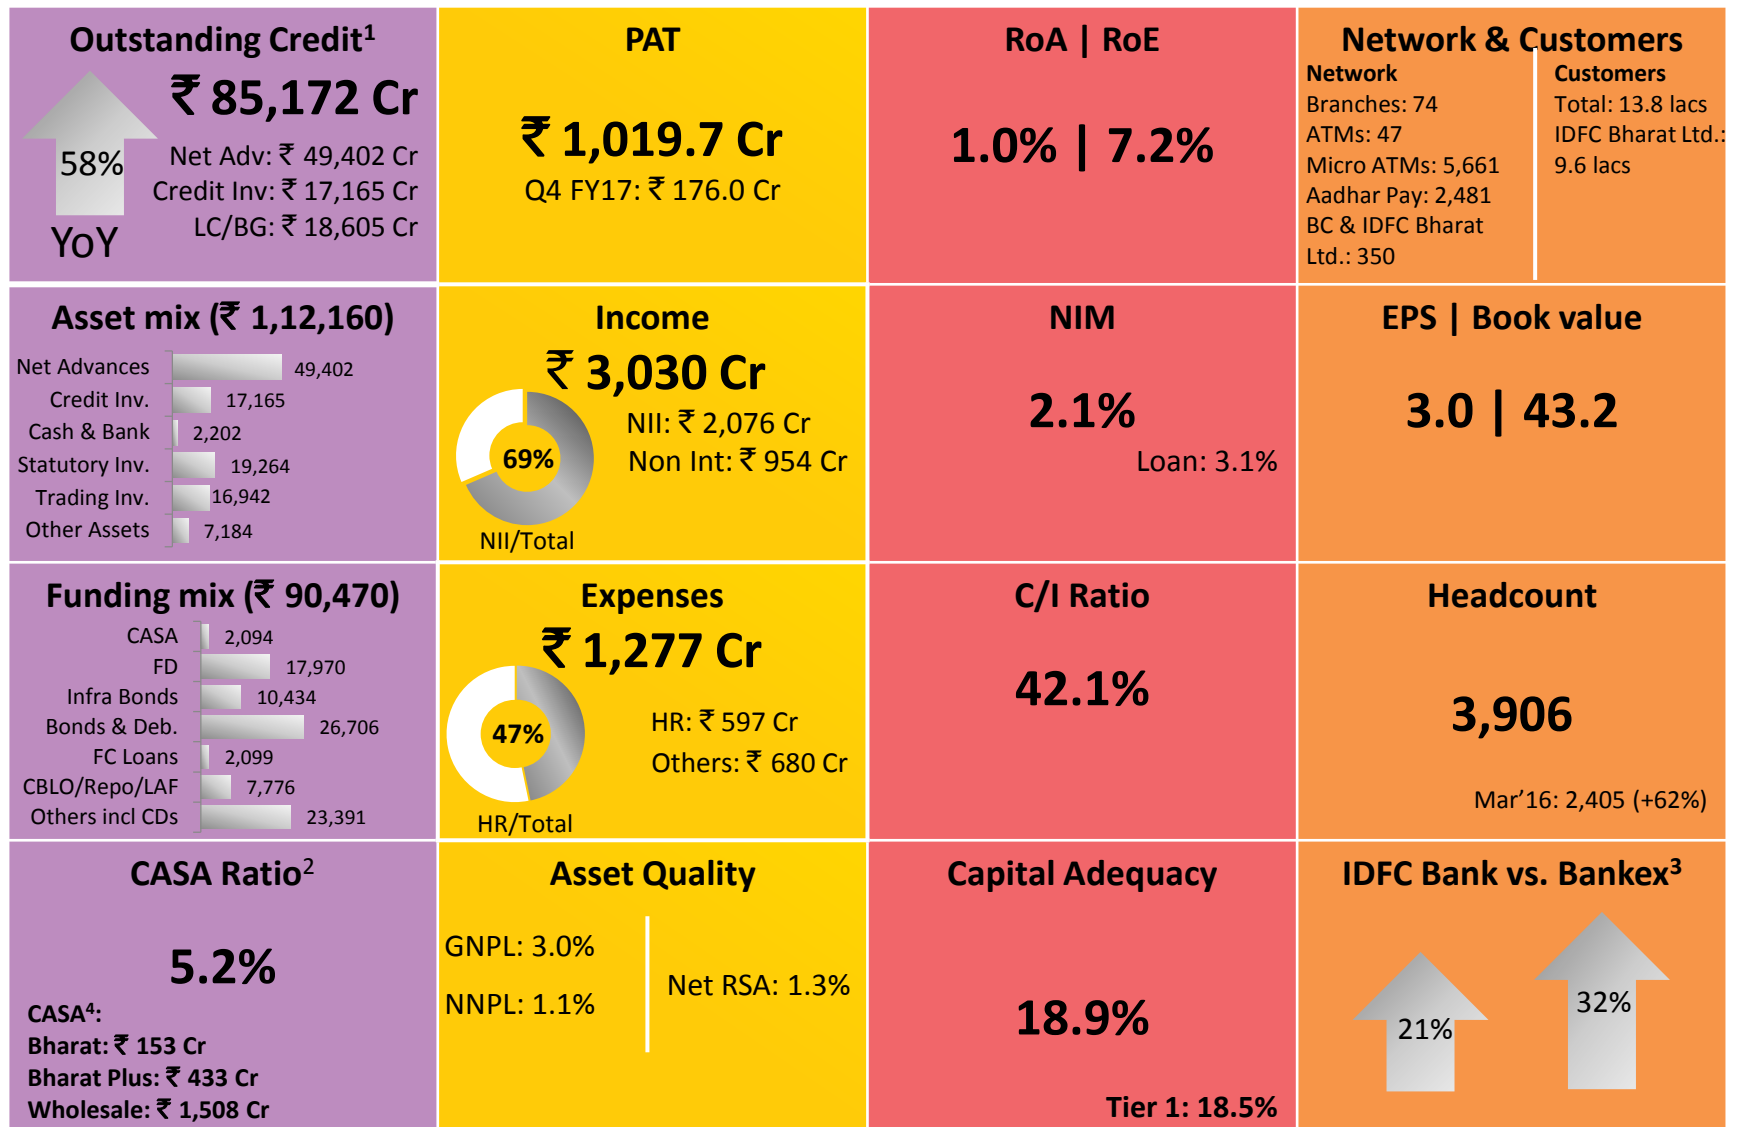 Outstanding Credit1
₹ 85,172 Cr
58%
YoY
Net Adv: ₹ 49,402 Cr
Credit Inv: ₹ 17,165 Cr
LC/BG: ₹ 18,605 Cr
PAT
₹ 1,019.7 Cr
Q4 FY17: ₹ 176.0 Cr
RoA | RoE
1.0% | 7.2%
Network & Customers
Network
Branches: 74
ATMs: 47
Micro ATMs: 5,661
Aadhar Pay: 2,481
BC & IDFC Bharat
Ltd.: 350
Customers
Total: 13.8 lacs
IDFC Bharat Ltd.:
9.6 lacs
Asset mix (₹ 1,12,160)
Net Advances 49,402
Credit Inv. 17,165
Cash & Bank 2,202
Statutory Inv. 19,264
Trading Inv. 16,942
Other Assets 7,184
Income
₹ 3,030 Cr
69%
NII/Total
NII: ₹ 2,076 Cr
Non Int: ₹ 954 Cr
NIM
2.1%
Loan: 3.1%
EPS | Book value
3.0 | 43.2
Funding mix (₹ 90,470)
CASA 2,094
FD 17,970
Infra Bonds 10,434
Bonds & Deb. 26,706
FC Loans 2,099
CBLO/Repo/LAF 7,776
Others incl CDs 23,391
Expenses
₹ 1,277 Cr
47%
HR/Total
HR: ₹ 597 Cr
Others: ₹ 680 Cr
C/I Ratio
42.1%
Headcount
3,906
Mar’16: 2,405 (+62%)
CASA Ratio2
5.2%
CASA4:
Bharat: ₹ 153 Cr
Bharat Plus: ₹ 433 Cr
Wholesale: ₹ 1,508 Cr
Asset Quality
GNPL: 3.0%
NNPL: 1.1%
Net RSA: 1.3%
Capital Adequacy
18.9%
Tier 1: 18.5%
IDFC Bank vs. Bankex3
21%
32%